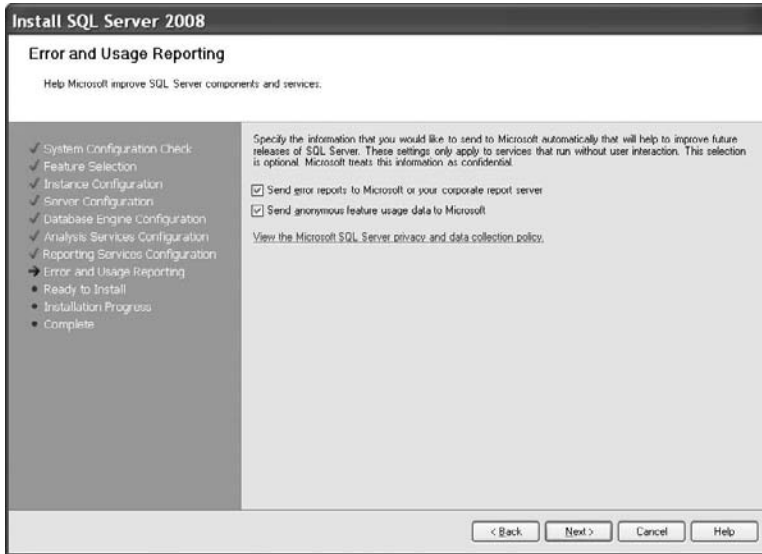 Install SQL Server 2008
Error and Usage Reporting
Help Microsoft improve SQL Server components and services.
System Configuration Check
Feature Selection
Instance Configuration
Server Configuration
Database Engine Configuration
Analysis Services Configuration
Reporting Services Configuration
Error and Usage Reporting
Ready to Install
Installation Progress
Complete
Specify the information that you would like to send to Microsoft automatically that will help to improve future
releases of SQL Server. These settings only apply to services that run without user interaction. This selection
is optional. Microsoft treats this information as confidential.
Send error reports to Microsoft or your corporate report server
Send anonymous feature usage data to Microsoft
View the Microsoft SQL Server privacy and data collection policy.
< Back
Next >
Cancel
Help